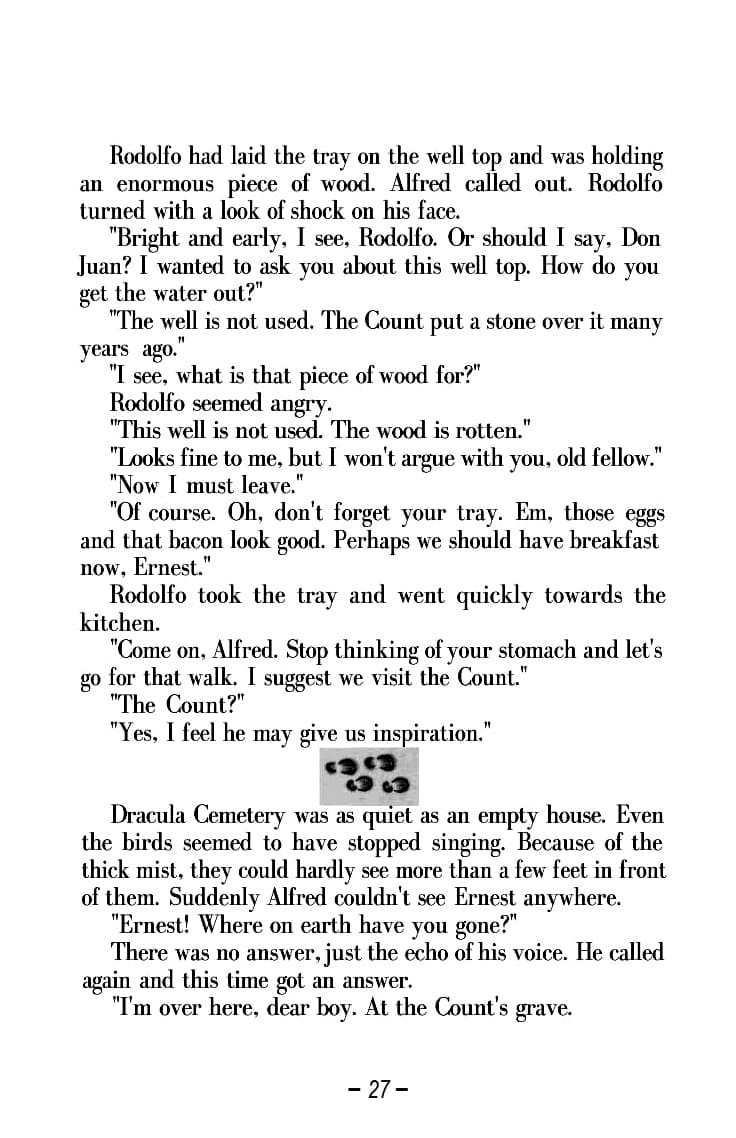 Rodolfo had laid the tray on the well top and was holding
an enormous piece of wood. Alfred called out. Rodolfo
turned with a look of shock on his face.
"Bright and early, I see, Rodolfo. Or should I say, Don
Juan? I wanted to ask you about this well top. How do you
get the water out?"
"The well is not used. The Count put a stone over it many
years ago."
"I see, what is that piece of wood for?"
Rodolfo seemed angry.
"This well is not used. The wood is rotten."
"Looks fine to me, but I won't argue with you, old fellow."
"Now I must leave."
"Of course. Oh, don't forget your tray. Em, those eggs
and that bacon look good. Perhaps we should have breakfast
now, Ernest."
Rodolfo took the tray and went quickly towards the
kitchen.
"Come on, Alfred. Stop thinking of your stomach and let's
go for that walk. I suggest we visit the Count."
"The Count?"
"Yes, I feel he may give us inspiration."
Dracula Cemetery was as quiet as an empty house. Even
the birds seemed to have stopped singing. Because of the
thick mist, they could hardly see more than a few feet in front
of them. Suddenly Alfred couldn't see Ernest anywhere.
"Ernest! Where on earth have you gone?"
There was no answer, just the echo of his voice. He called
again and this time got an answer.
"I'm over here, dear boy. At the Count's grave.
– 27 –